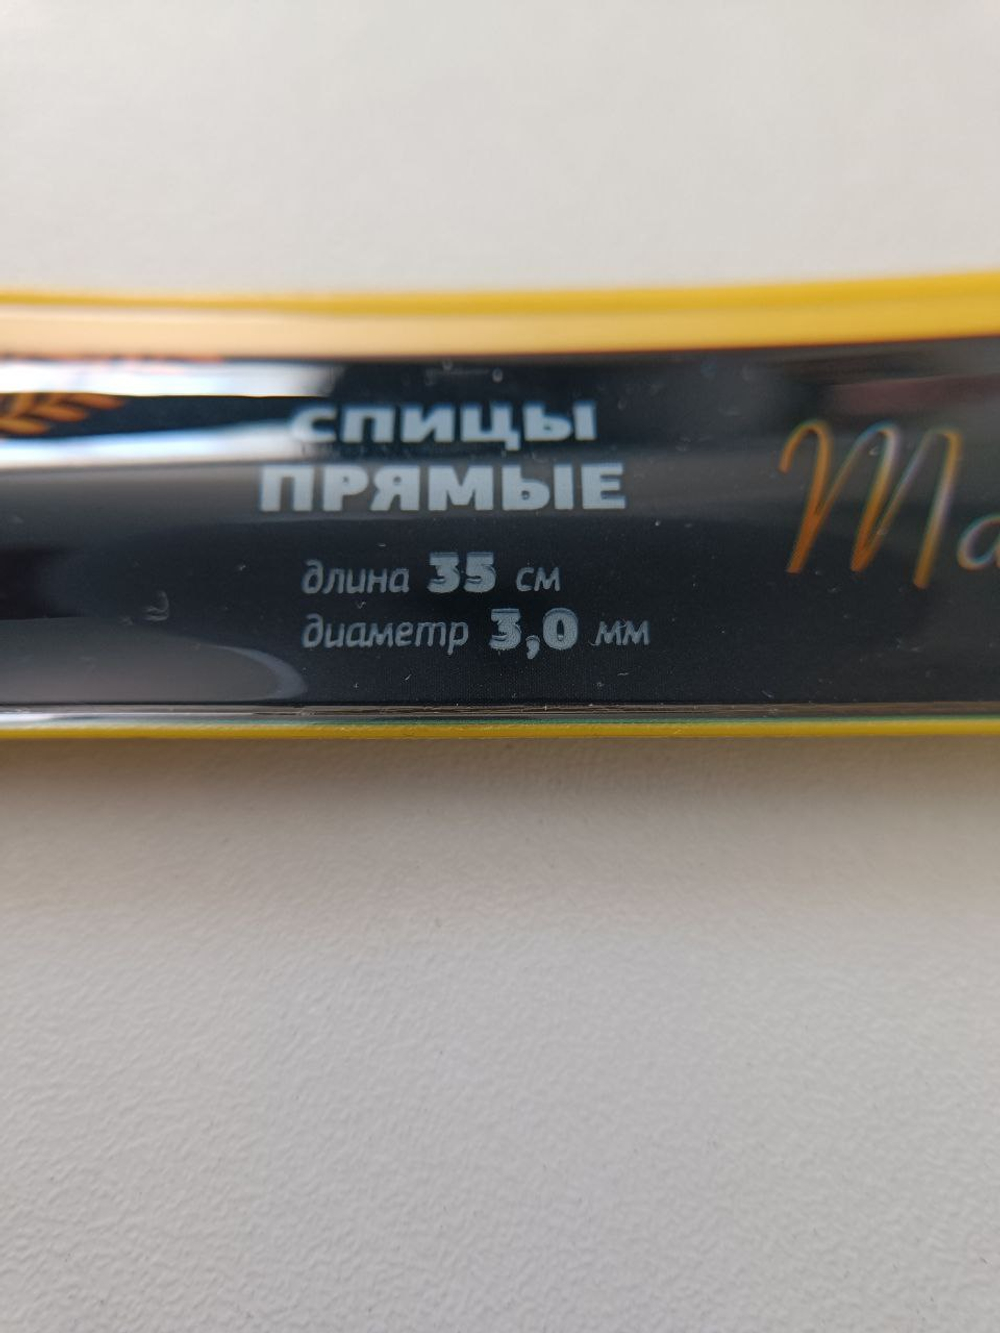 СПИЦЫ
ПРЯМЫЕ
длина 35 см
диаметр 3,0 мм